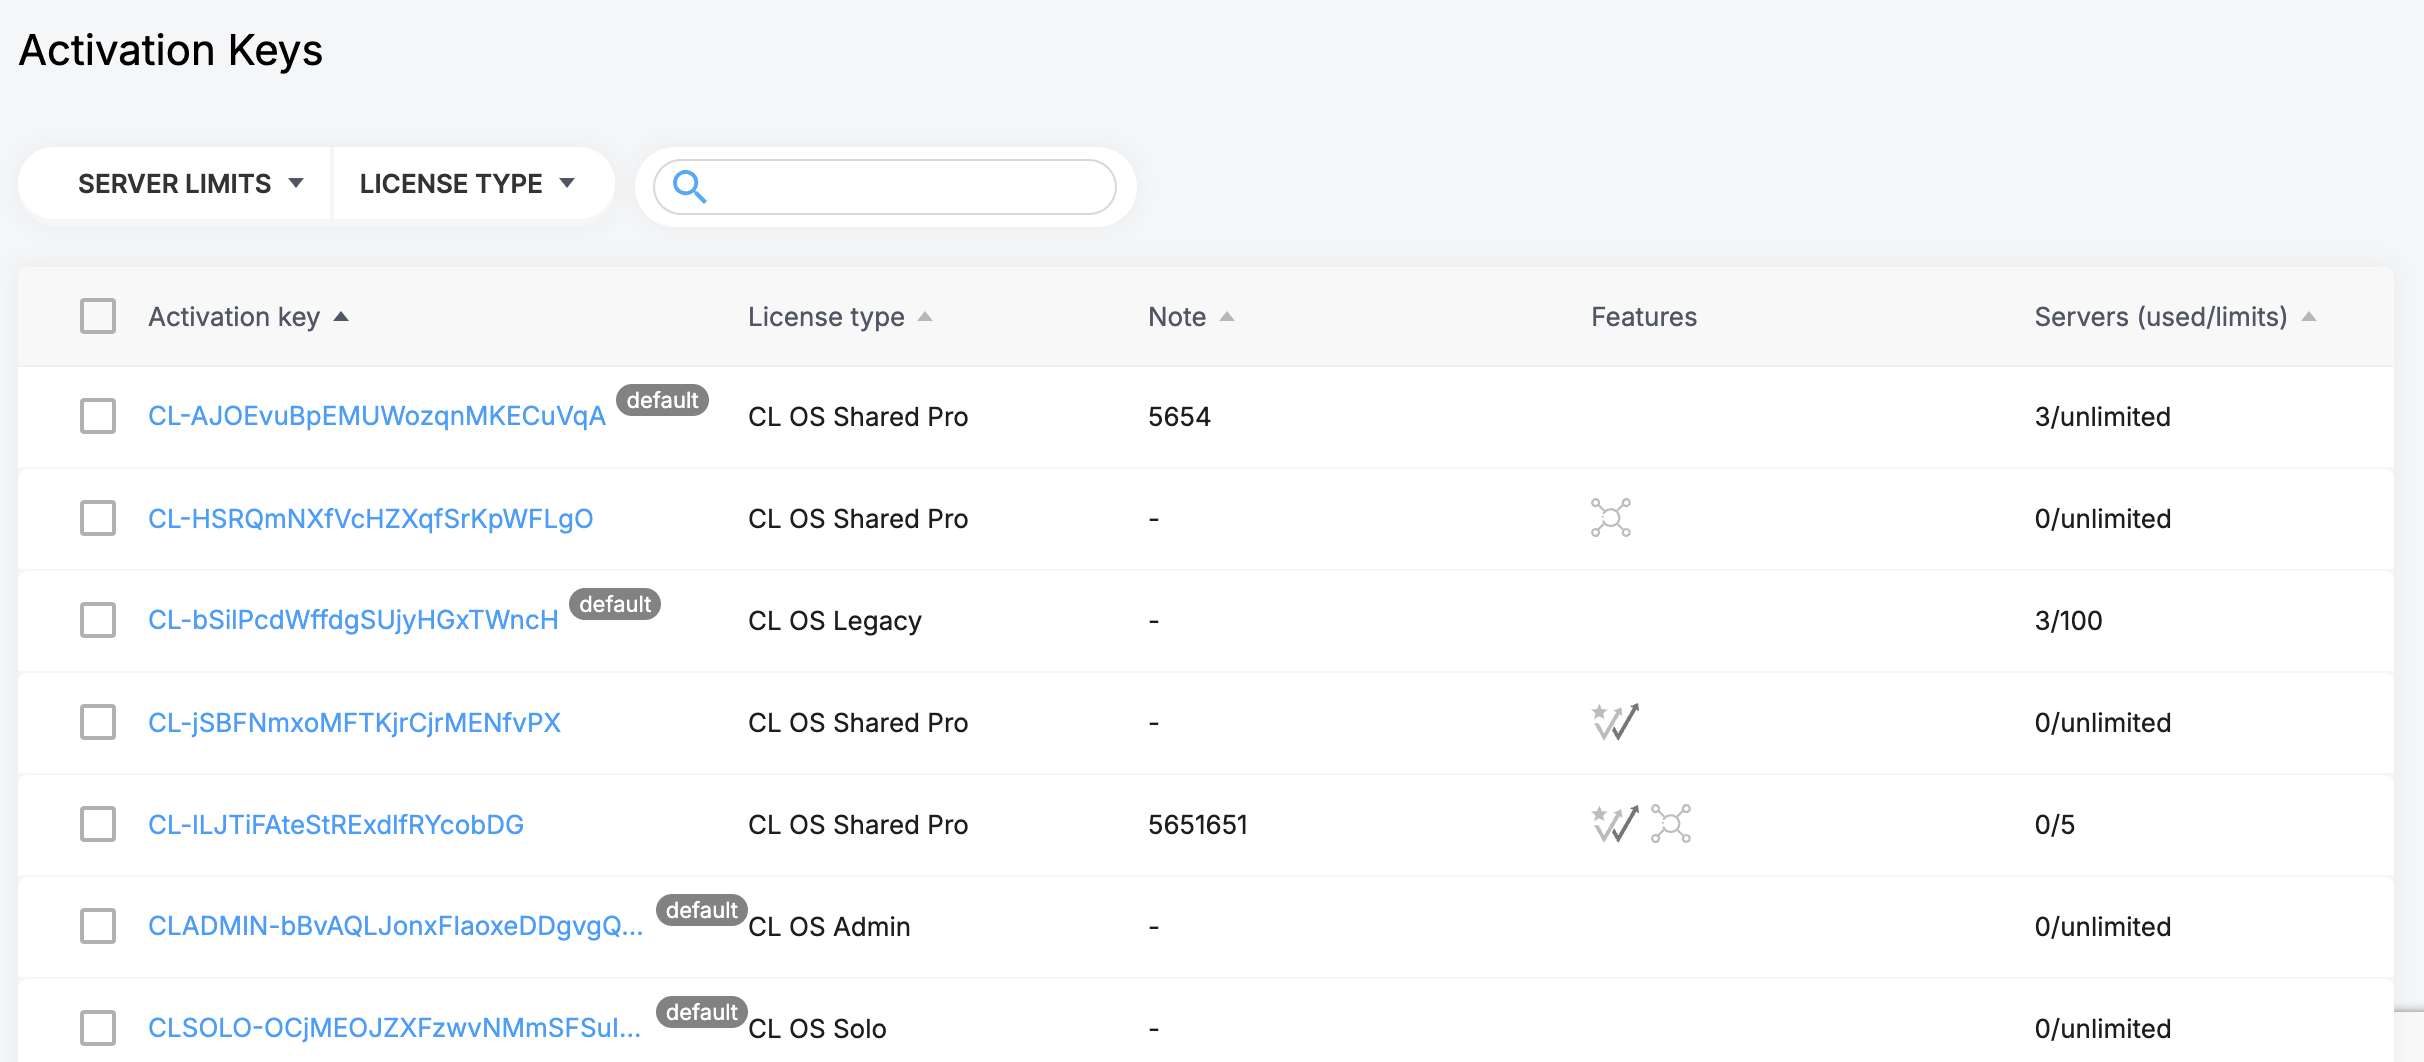 Activation Keys
SERVER LIMITS LICENSE TYPE
Activation key License type Note Features Servers (used/limits)
CL-AJOEvuBpEMUWozqnMKECuVqA default CL OS Shared Pro 5654 3/unlimited
CL-HSRQmNXfVcHZXqfSrKpWFLgO CL OS Shared Pro - 0/unlimited
CL-bSilPcdWffdgSUjyHGxTWncH default CL OS Legacy - 3/100
CL-jSBFNmxoMFTKjrCjrMENfvPX CL OS Shared Pro - 0/unlimited
CL-lLJTiFAteStRExdlfRYcobDG CL OS Shared Pro 5651651 0/5
CLADMIN-bBvAQLJonxFlaoxeDDgvgQ... default CL OS Admin - 0/unlimited
CLSOLO-OCjMEOJZXFzwvNMmSFSuI... default CL OS Solo - 0/unlimited